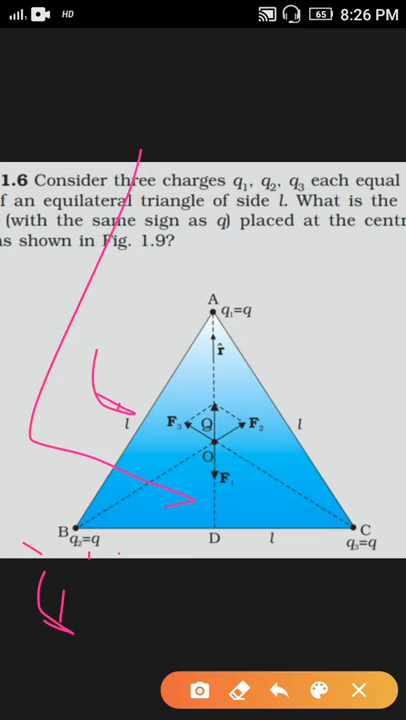 HD 65 8:26 PM
1.6 Consider three charges q₁, q₂, q₃ each equal
f an equilateral triangle of side l. What is the
(with the same sign as q) placed at the centr
as shown in Fig. 1.9?
A
q₁=q
r̂
l F₃ Q F₂ l
O
F₁
B C
q₂=q D l q₃=q